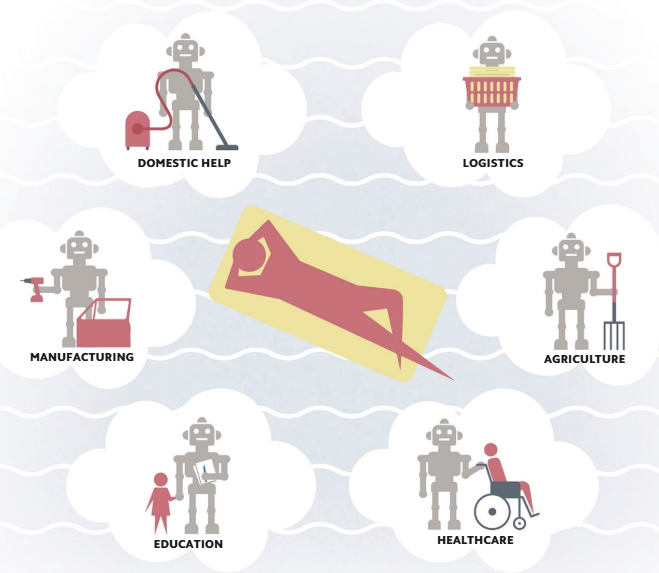 DOMESTIC HELP
LOGISTICS
MANUFACTURING
AGRICULTURE
EDUCATION
HEALTHCARE